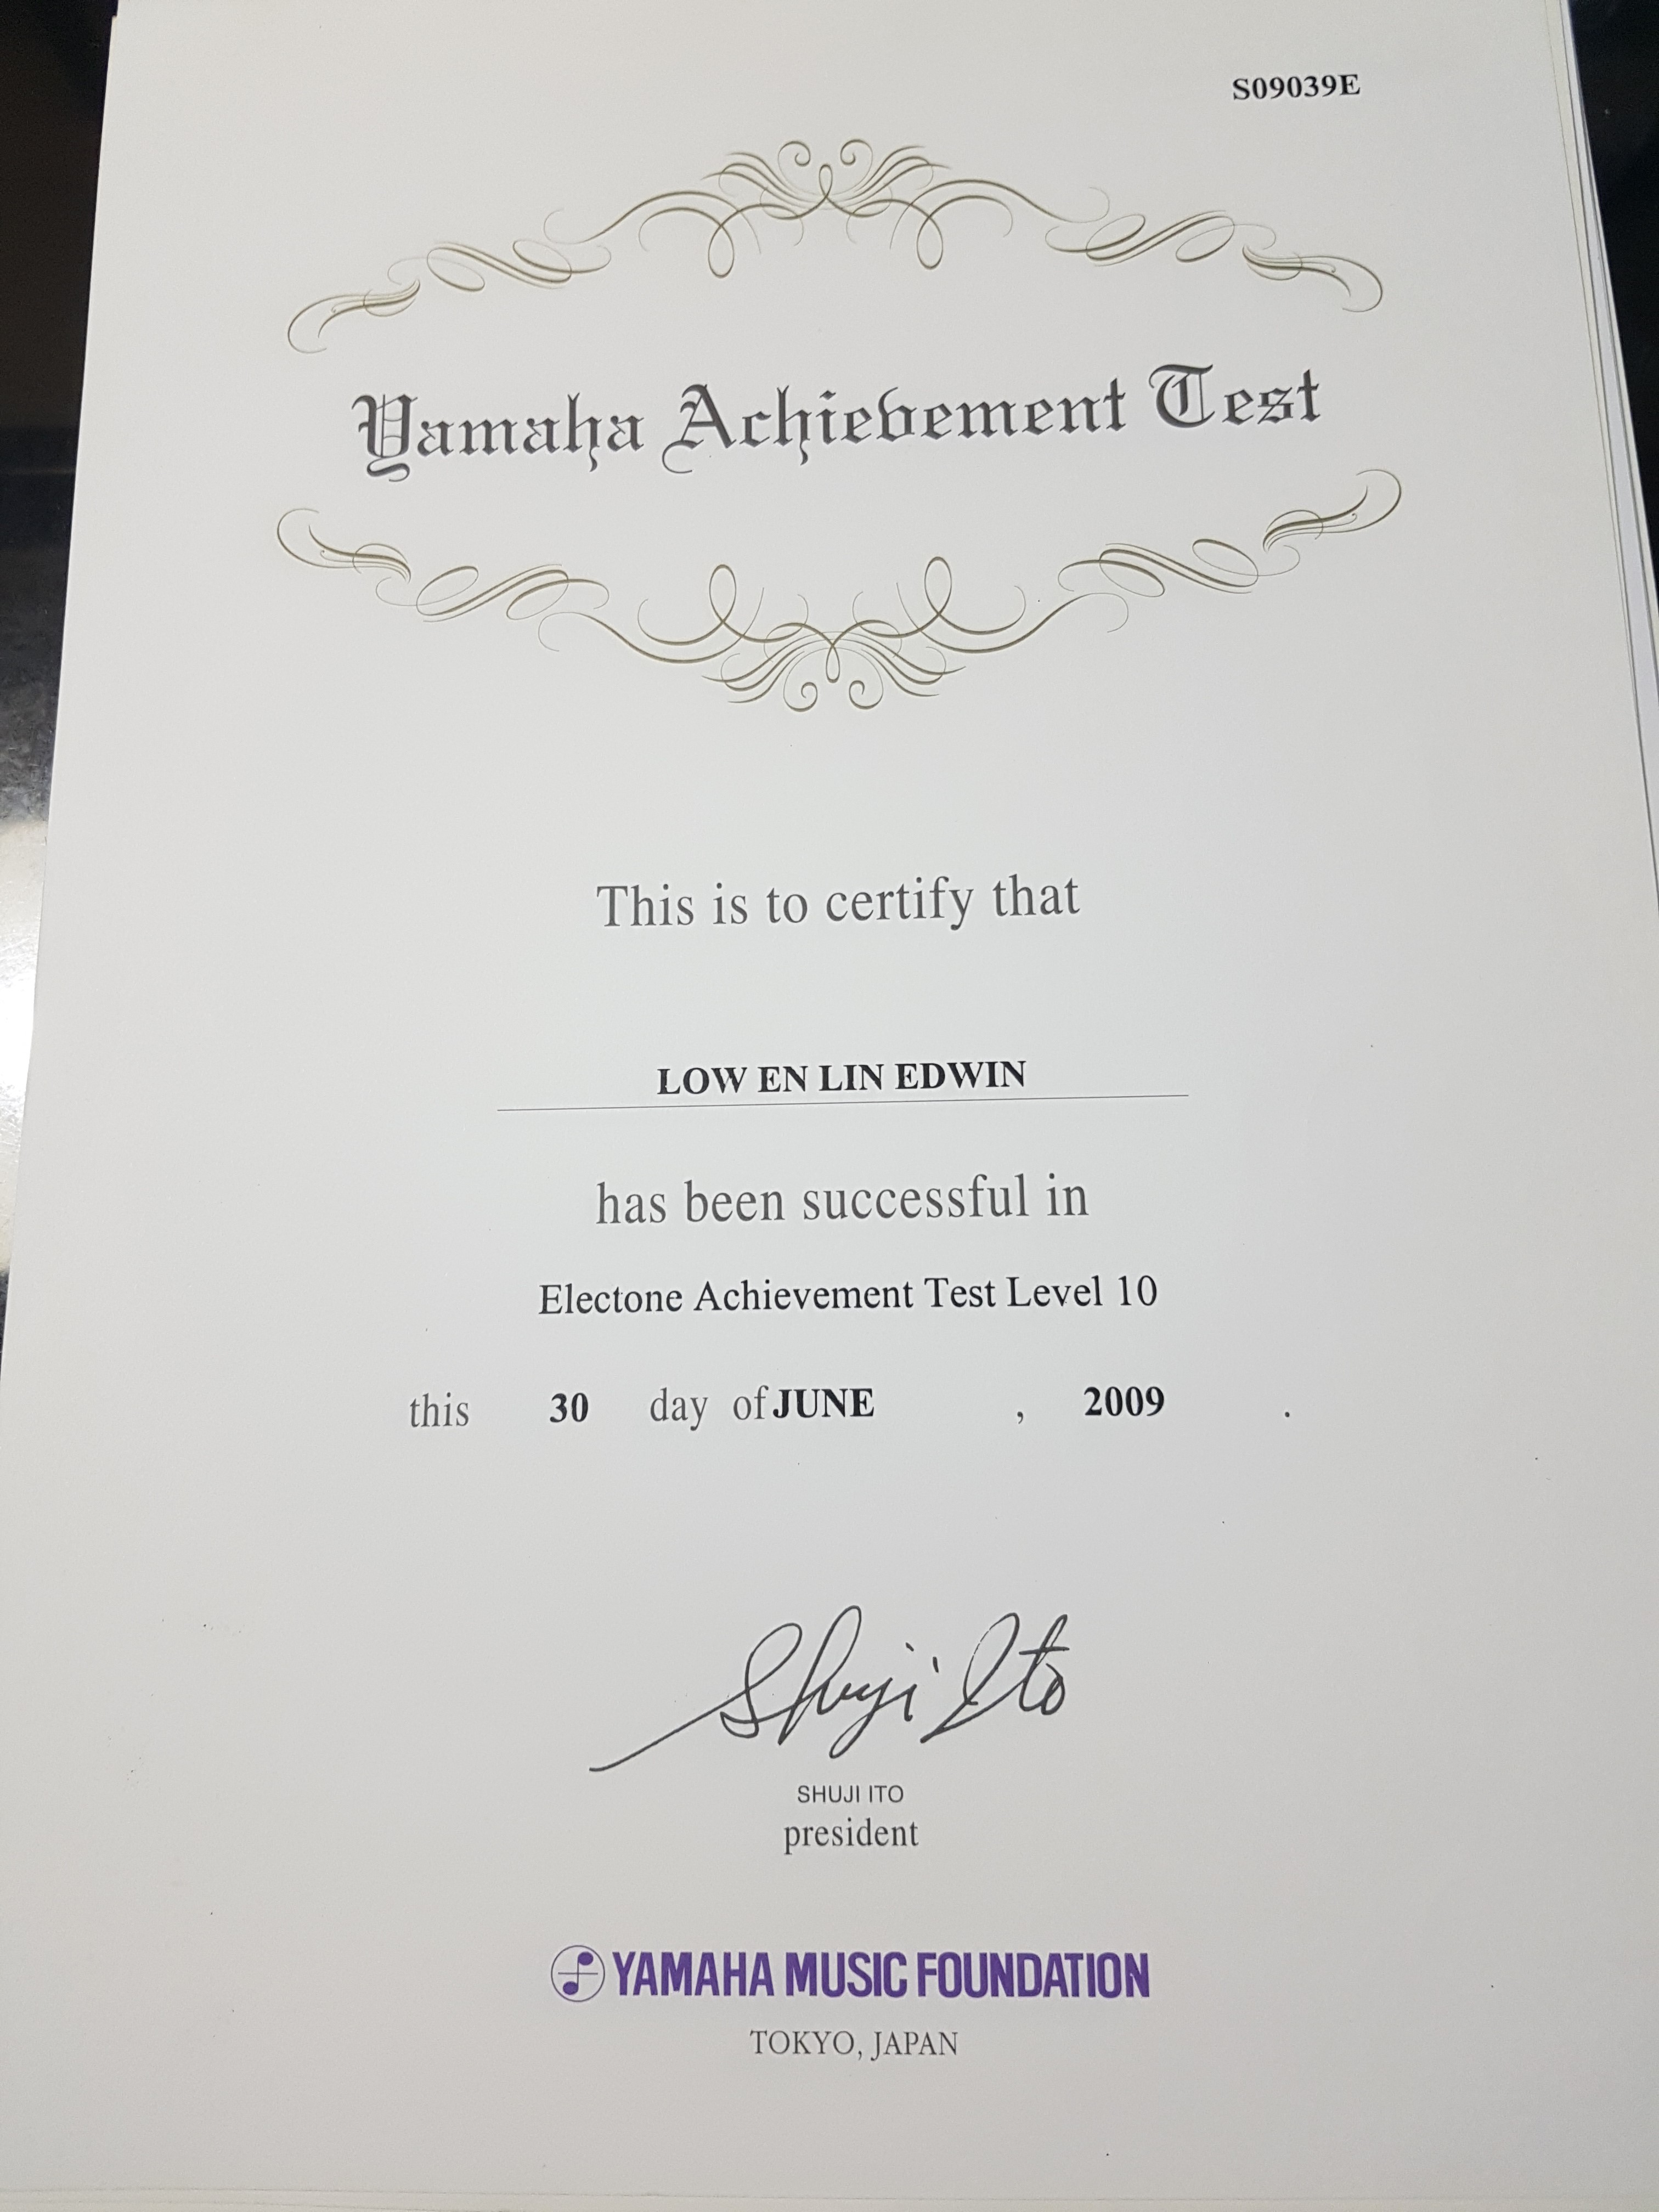 S09039E
Yamaha Achievement Test
This is to certify that
LOW EN LIN EDWIN
has been successful in
Electone Achievement Test Level 10
this 30 day of JUNE , 2009 .
Shuji Ito
SHUJI ITO
president
YAMAHA MUSIC FOUNDATION
TOKYO, JAPAN